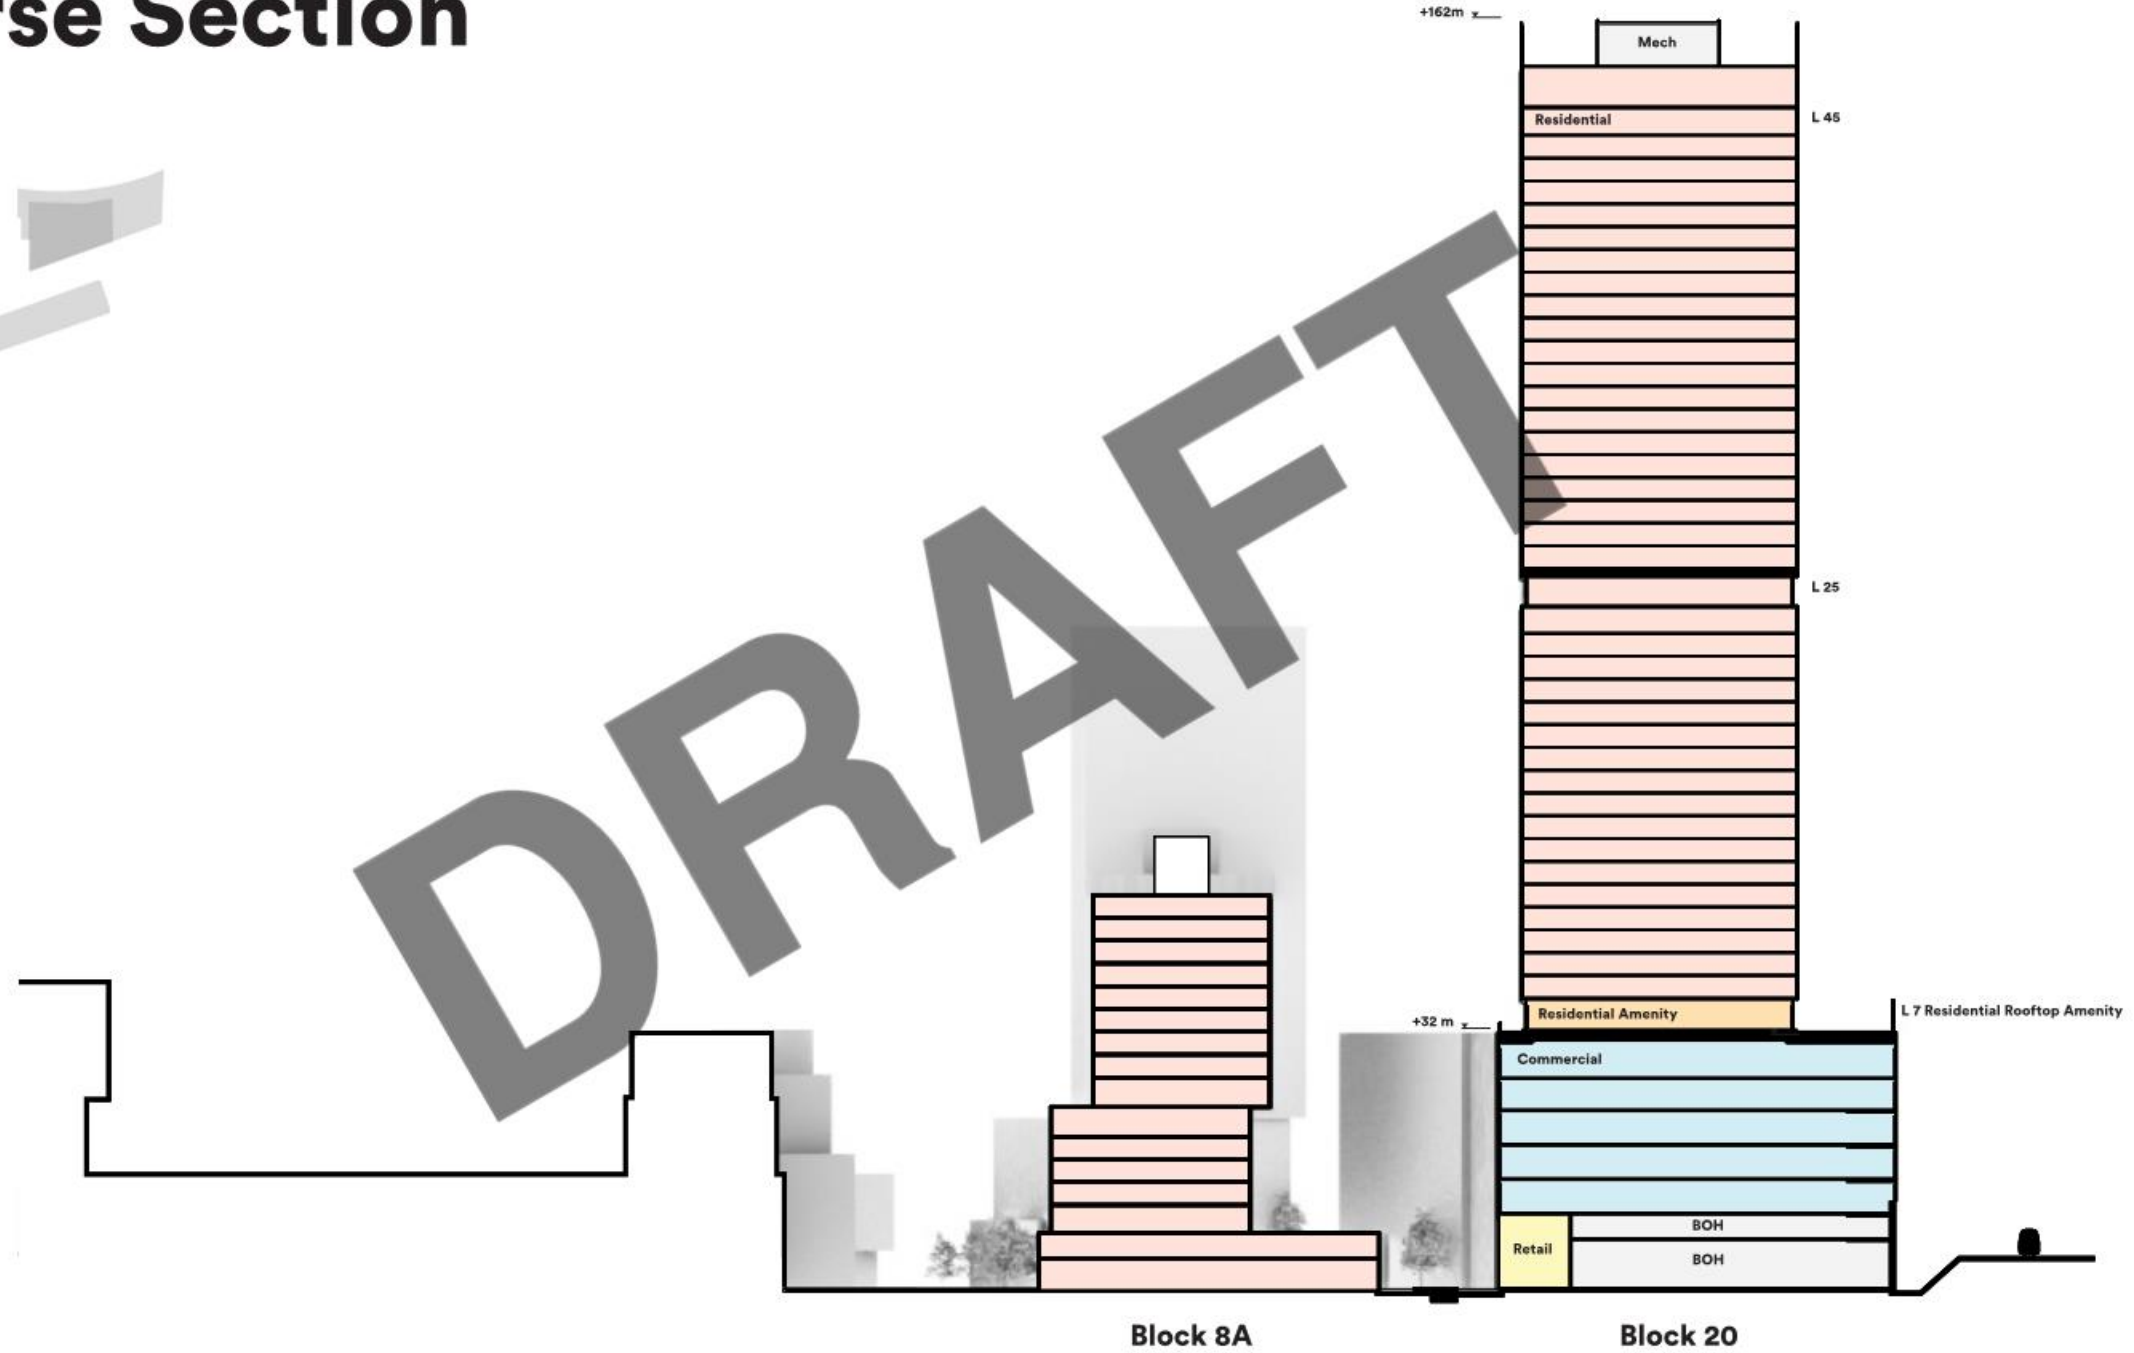 se Section
+162m
Mech
Residential
L 45
L 25
DRAFT
Residential Amenity
L 7 Residential Rooftop Amenity
+32 m
Commercial
BOH
Retail
BOH
Block 8A
Block 20